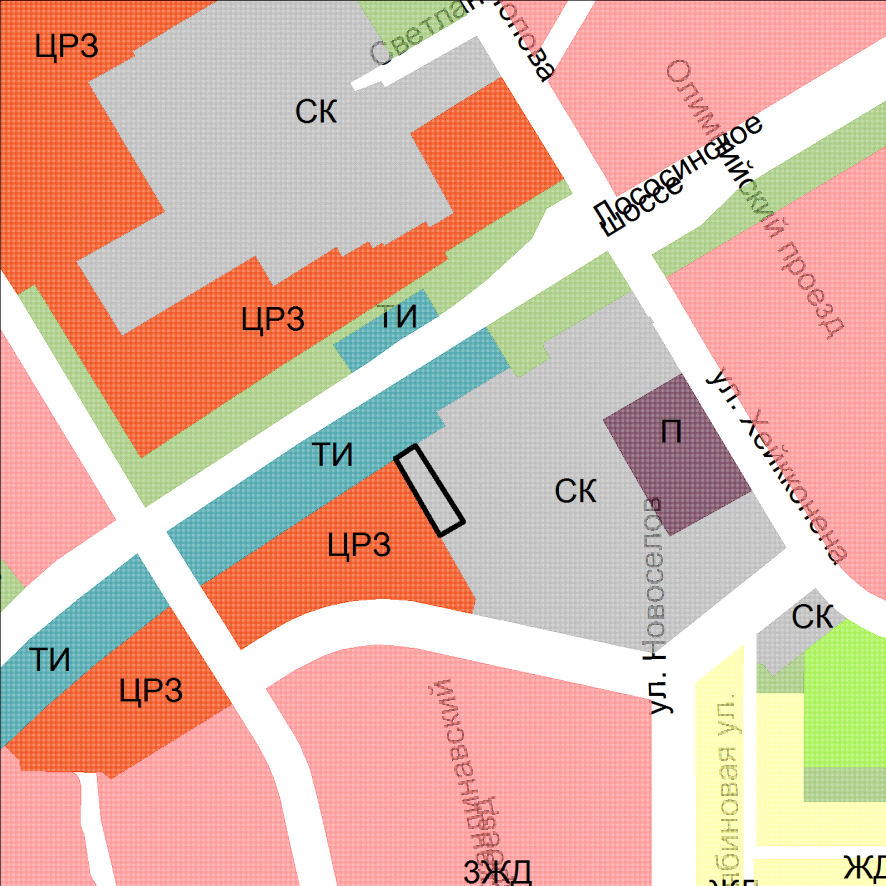 ЦРЗ
Светлан
СК
Лососинское
шоссе
Олимпийский проезд
ЦРЗ
ТИ
ТИ
П
СК
ул. Хейкконена
ЦРЗ
ул. Новоселов
СК
ТИ
ЦРЗ
ЗЖД
ЖД